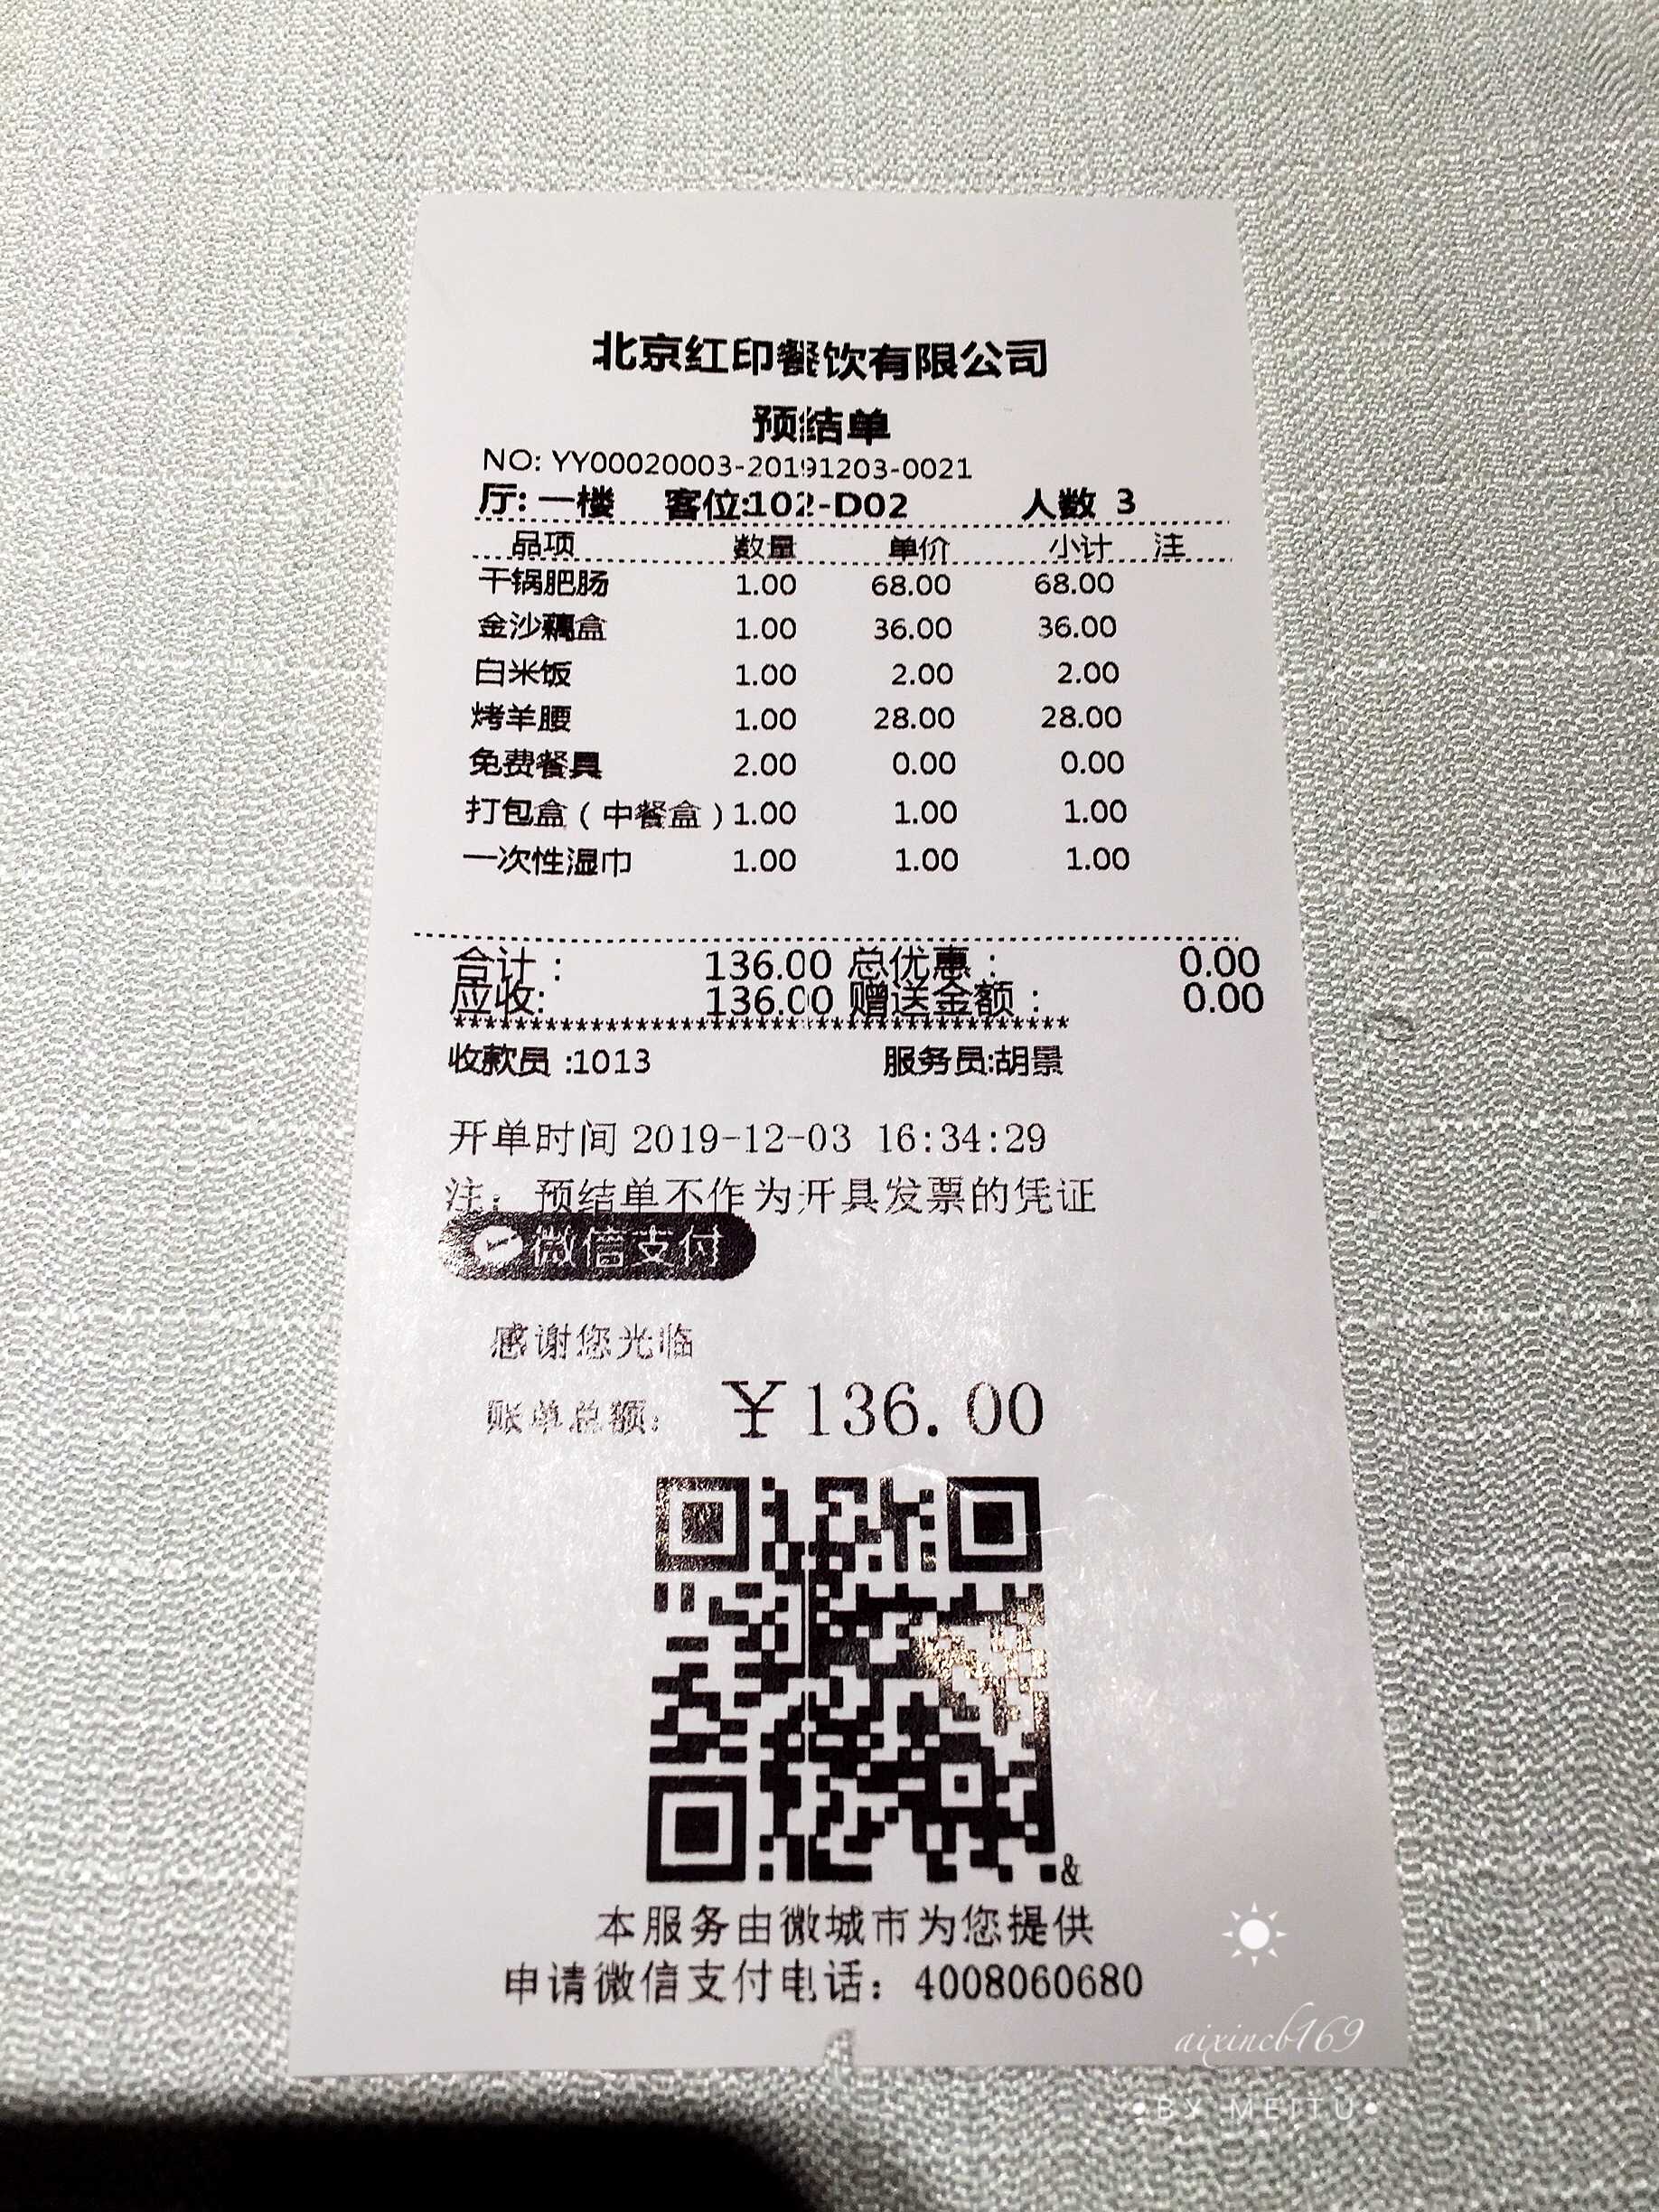 北京红印餐饮有限公司
预结单
NO: YY00020003-20191203-0021
厅: 一楼 客位:102-D02 人数 3
品项 数量 单价 小计 注
干锅肥肠 1.00 68.00 68.00
金沙藕盒 1.00 36.00 36.00
白米饭 1.00 2.00 2.00
烤羊腰 1.00 28.00 28.00
免费餐具 2.00 0.00 0.00
打包盒（中餐盒）1.00 1.00 1.00
一次性湿巾 1.00 1.00 1.00
合计： 136.00 总优惠： 0.00
应收: 136.00 赠送金额： 0.00
****************************************
收款员 :1013 服务员:胡景
开单时间 2019-12-03 16:34:29
注： 预结单不作为开具发票的凭证
微信支付
感谢您光临
账单总额： ￥136.00
&
本服务由微城市为您提供
申请微信支付电话：4008060680
aixincb169
•BY MEITU•